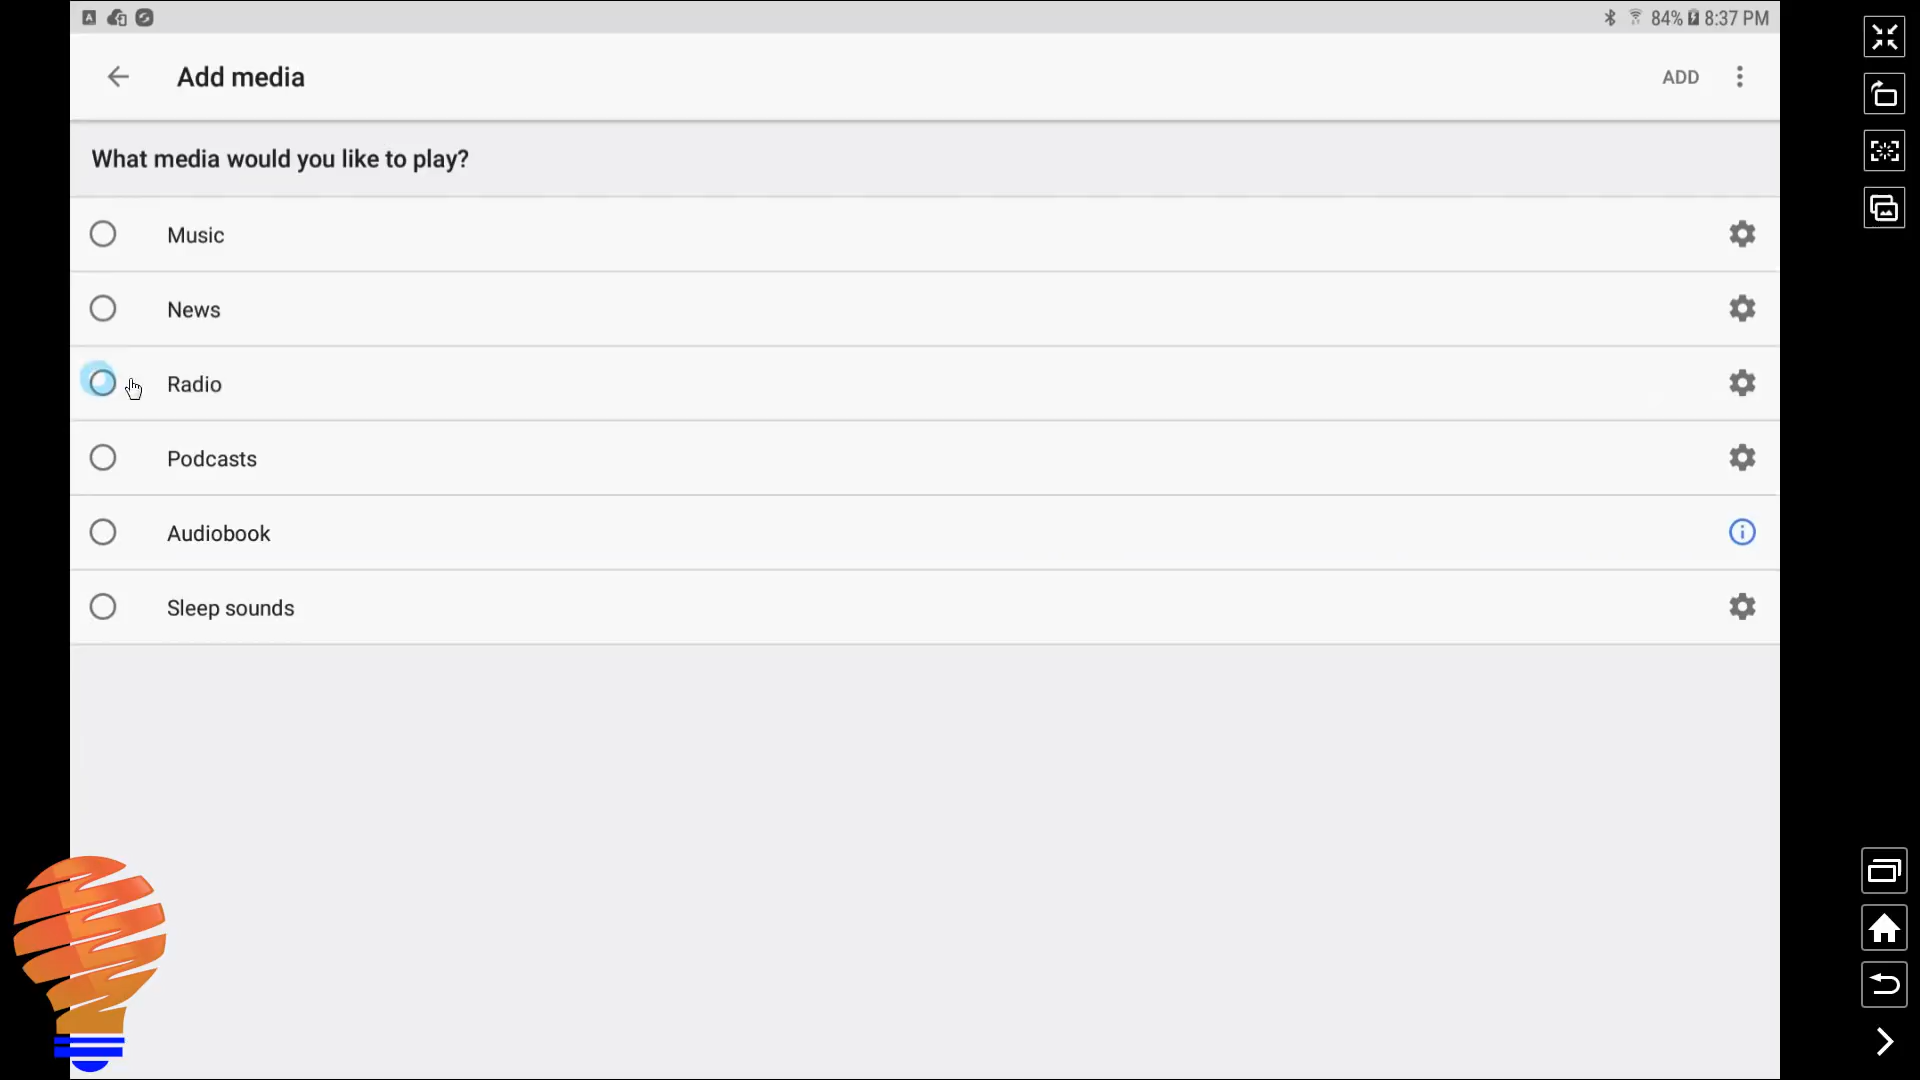 A
84% 8:37 PM
Add media
ADD
What media would you like to play?
Music
News
Radio
Podcasts
Audiobook
Sleep sounds